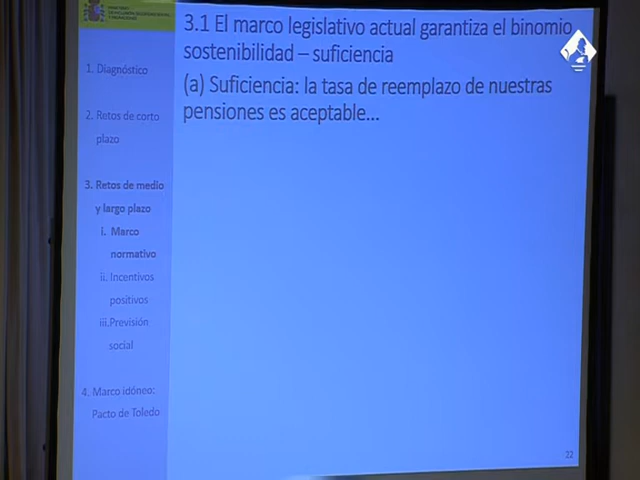 3.1 El marco legislativo actual garantiza el binomio
sostenibilidad – suficiencia
(a) Suficiencia: la tasa de reemplazo de nuestras
pensiones es aceptable...
1. Diagnóstico
2. Retos de corto
plazo
3. Retos de medio
y largo plazo
i. Marco
normativo
ii. Incentivos
positivos
iii.Previsión
social
4. Marco idóneo:
Pacto de Toledo
22